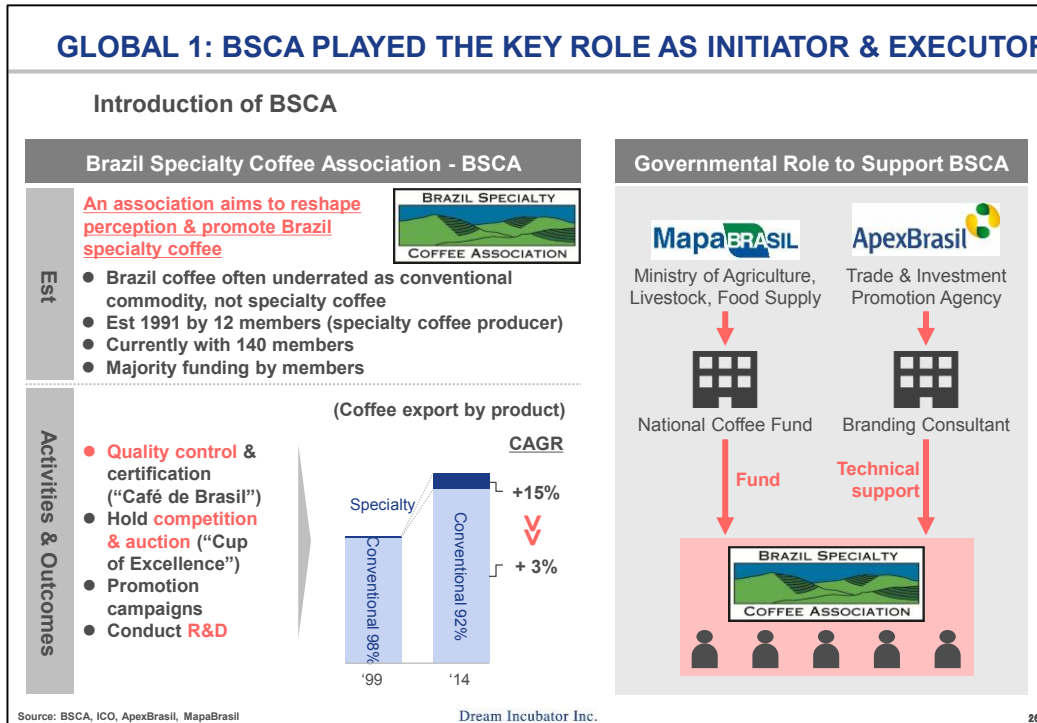 GLOBAL 1: BSCA PLAYED THE KEY ROLE AS INITIATOR & EXECUTOR
Introduction of BSCA
Brazil Specialty Coffee Association - BSCA
Est
An association aims to reshape
perception & promote Brazil
specialty coffee
BRAZIL SPECIALTY
COFFEE ASSOCIATION
● Brazil coffee often underrated as conventional
commodity, not specialty coffee
● Est 1991 by 12 members (specialty coffee producer)
● Currently with 140 members
● Majority funding by members
Activities & Outcomes
● Quality control &
certification
(“Café de Brasil”)
● Hold competition
& auction (“Cup
of Excellence”)
● Promotion
campaigns
● Conduct R&D
(Coffee export by product)
CAGR
Specialty
+15%
+ 3%
Conventional 98%
Conventional 92%
‘99
‘14
Governmental Role to Support BSCA
MapaBRASIL
Ministry of Agriculture,
Livestock, Food Supply
ApexBrasil
Trade & Investment
Promotion Agency
National Coffee Fund
Branding Consultant
Fund
Technical
support
BRAZIL SPECIALTY
COFFEE ASSOCIATION
Source: BSCA, ICO, ApexBrasil, MapaBrasil
Dream Incubator Inc.
26